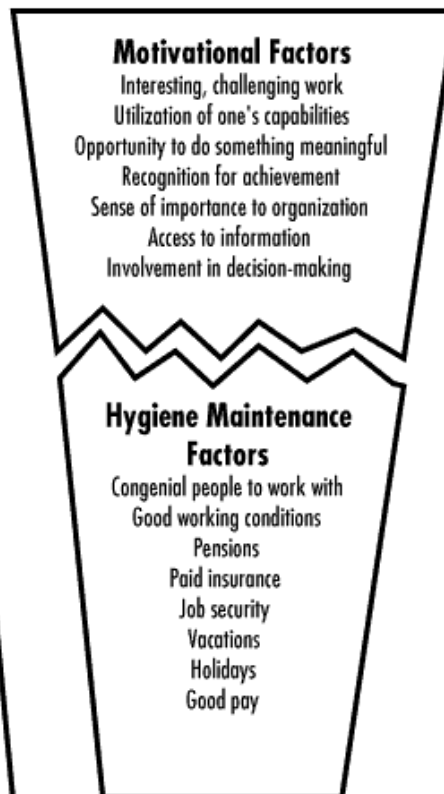 Motivational Factors
Interesting, challenging work
Utilization of one's capabilities
Opportunity to do something meaningful
Recognition for achievement
Sense of importance to organization
Access to information
Involvement in decision-making
Hygiene Maintenance
Factors
Congenial people to work with
Good working conditions
Pensions
Paid insurance
Job security
Vacations
Holidays
Good pay